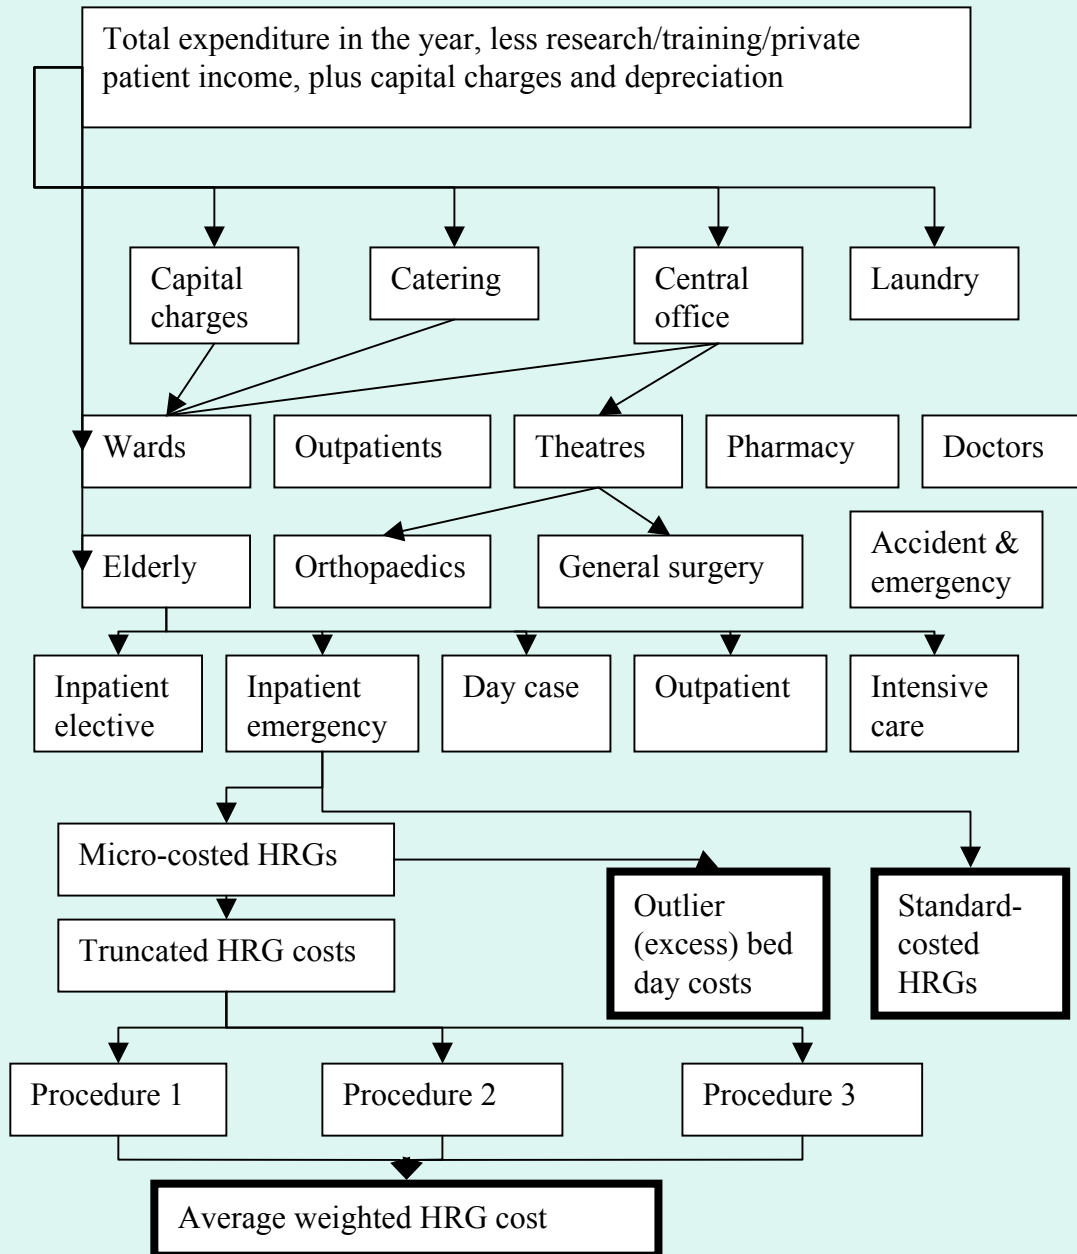 Total expenditure in the year, less research/training/private
patient income, plus capital charges and depreciation
Capital
charges
Catering
Central
office
Laundry
Wards
Outpatients
Theatres
Pharmacy
Doctors
Elderly
Orthopaedics
General surgery
Accident &
emergency
Inpatient
elective
Inpatient
emergency
Day case
Outpatient
Intensive
care
Micro-costed HRGs
Outlier
(excess) bed
day costs
Standard-
costed
HRGs
Truncated HRG costs
Procedure 1
Procedure 2
Procedure 3
Average weighted HRG cost